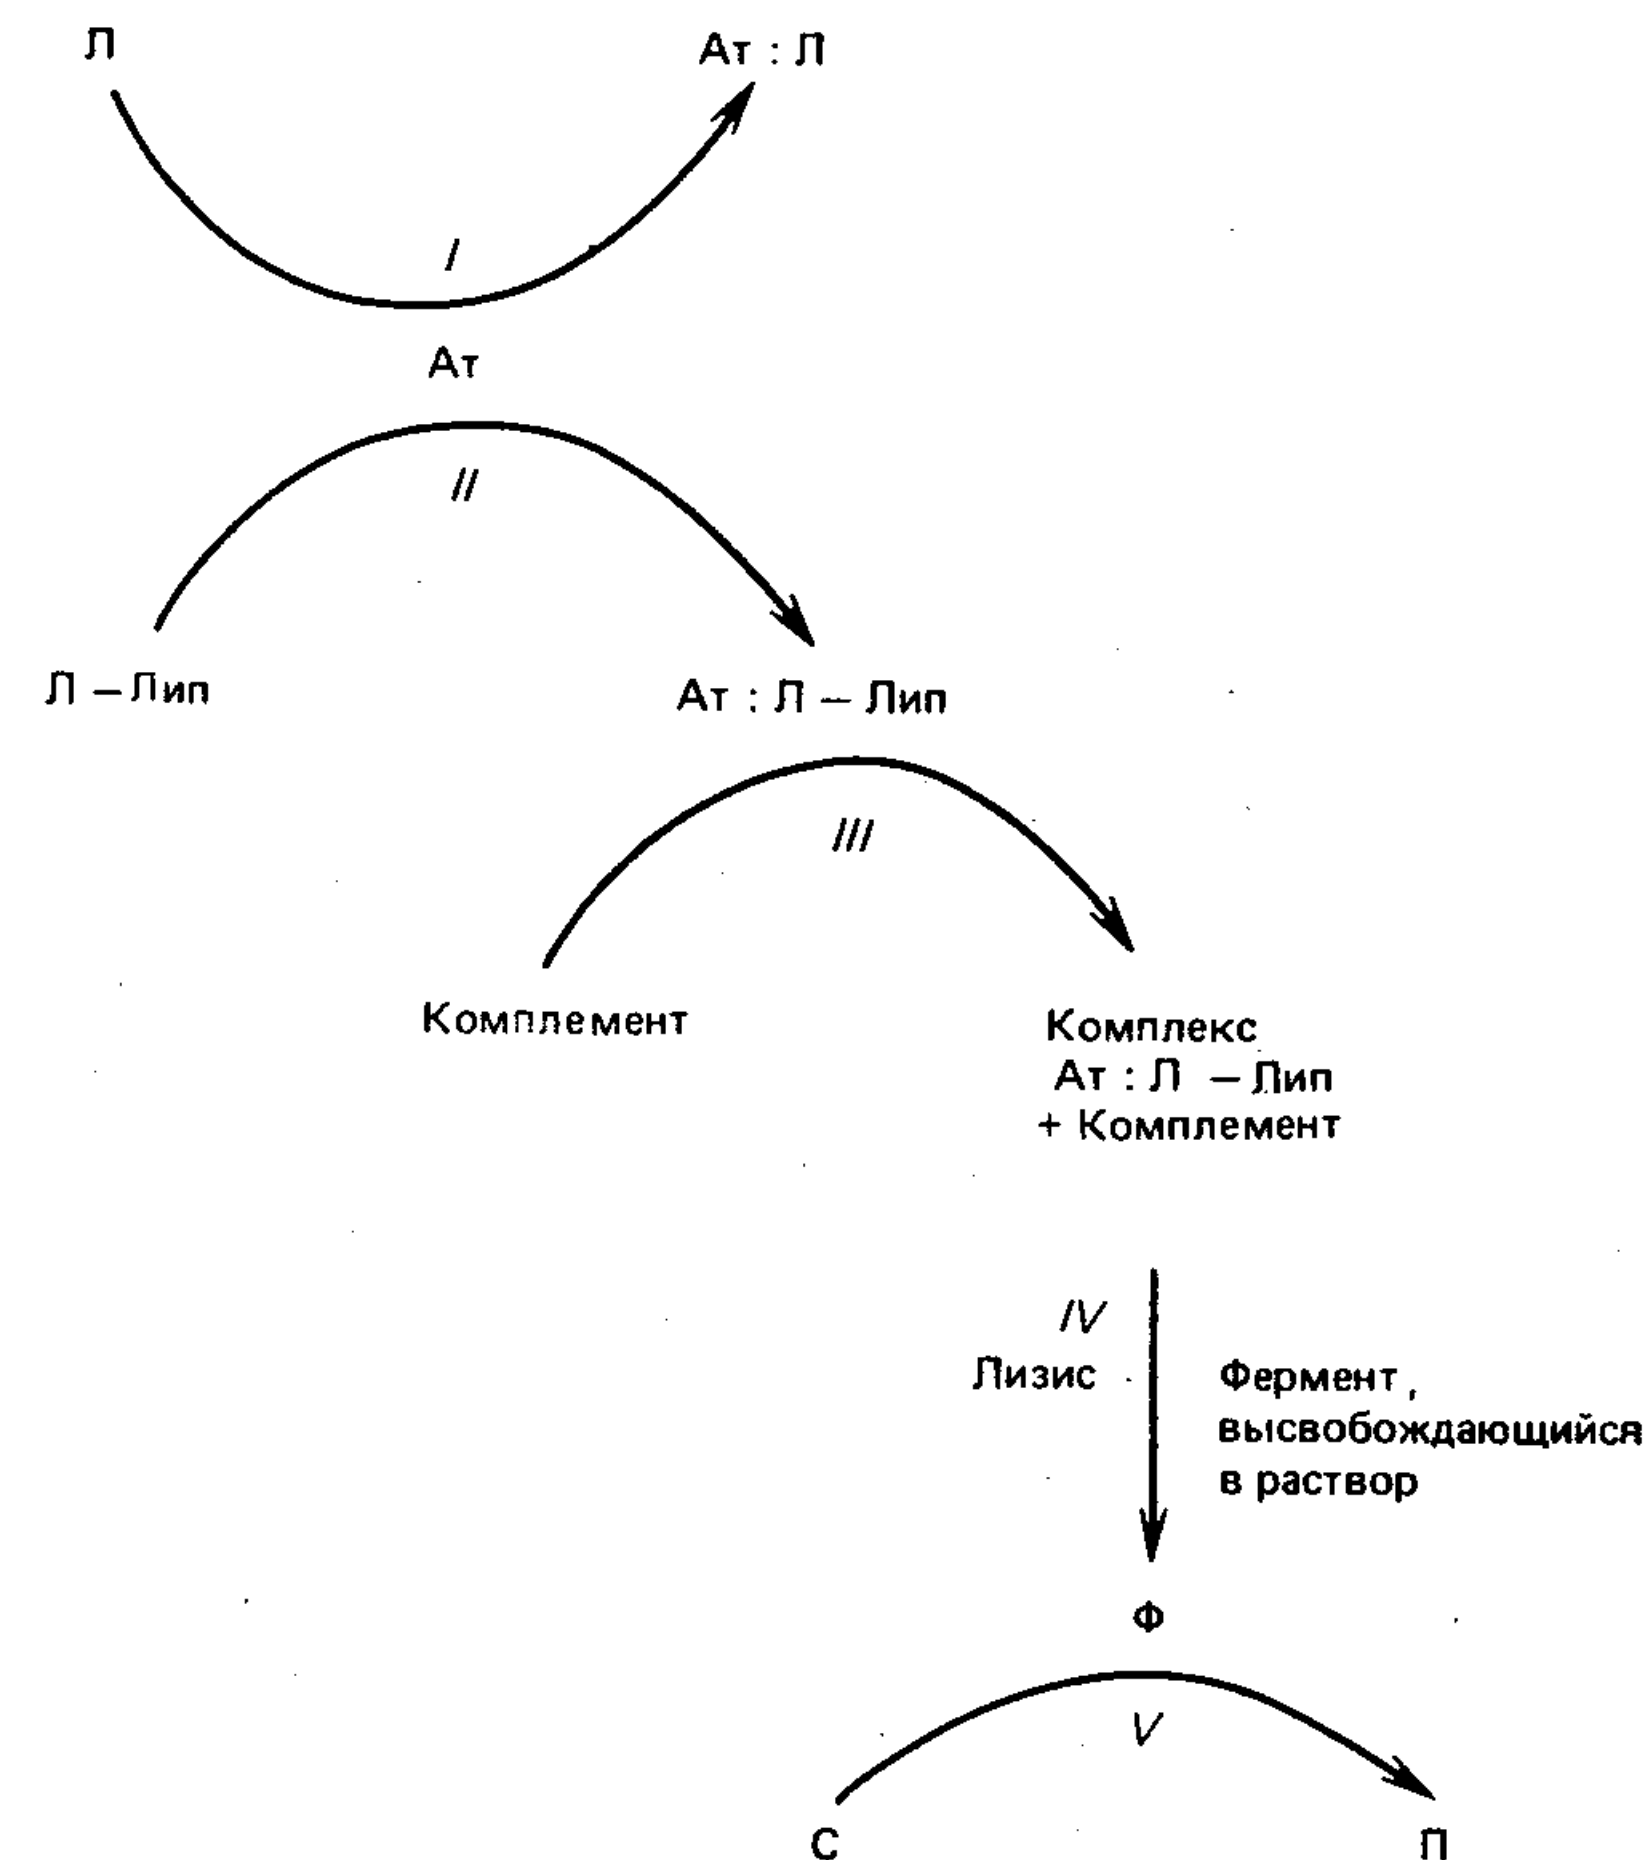 Л
Ат : Л
I
Ат
II
Л – Лип
Ат : Л – Лип
III
Комплемент
Комплекс
Ат : Л – Лип
+ Комплемент
IV
Лизис
Фермент,
высвобождающийся
в раствор
Ф
V
С
П